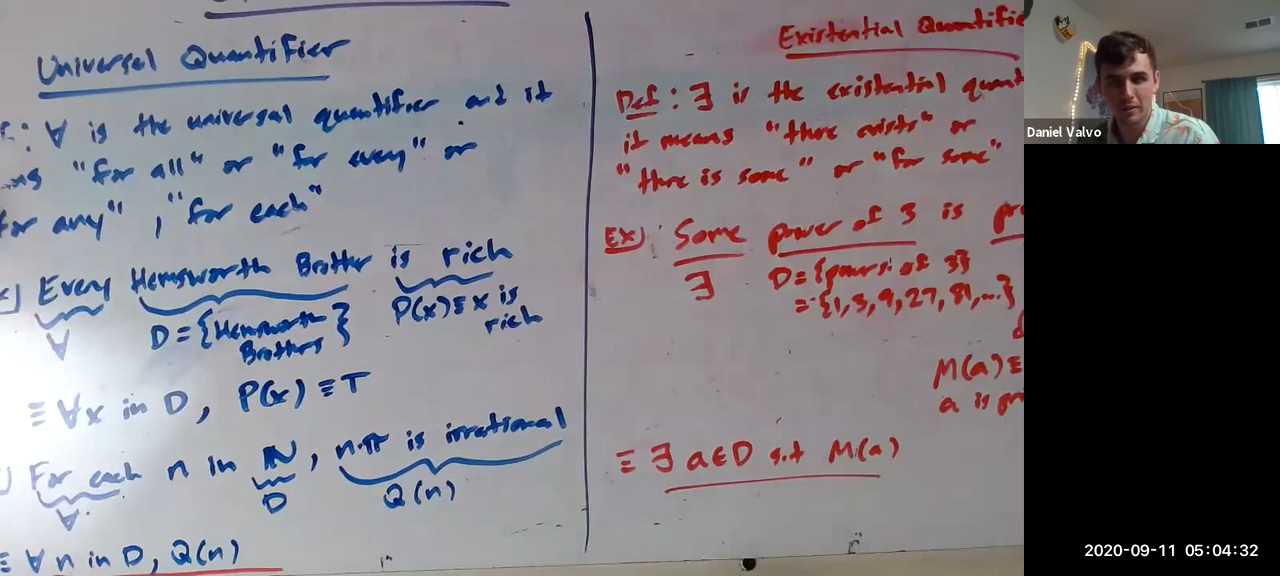 Universal Quantifier
: ∀ is the universal quantifier and it
"for all" or "for every" or
for any", "for each"
Every Hemsworth Brother is rich
∀
D = {Hemsworth Brothers}
P(x) ≡ x is rich
≡ ∀x in D, P(x) ≡ T
For each n in ℕ, n·π is irrational
∀
D
Q(n)
≡ ∀ n in D, Q(n)
Existential Quantifie
Def: ∃ is the existential quant
it means "there exists" or
"there is some" or "for some"
Ex) Some power of 3 is
∃
D = {powers of 3}
= {1, 3, 9, 27, 81, ...}
M(a) ≡
a is
≡ ∃ a ∈ D s.t M(a)
Daniel Valvo
2020-09-11 05:04:32